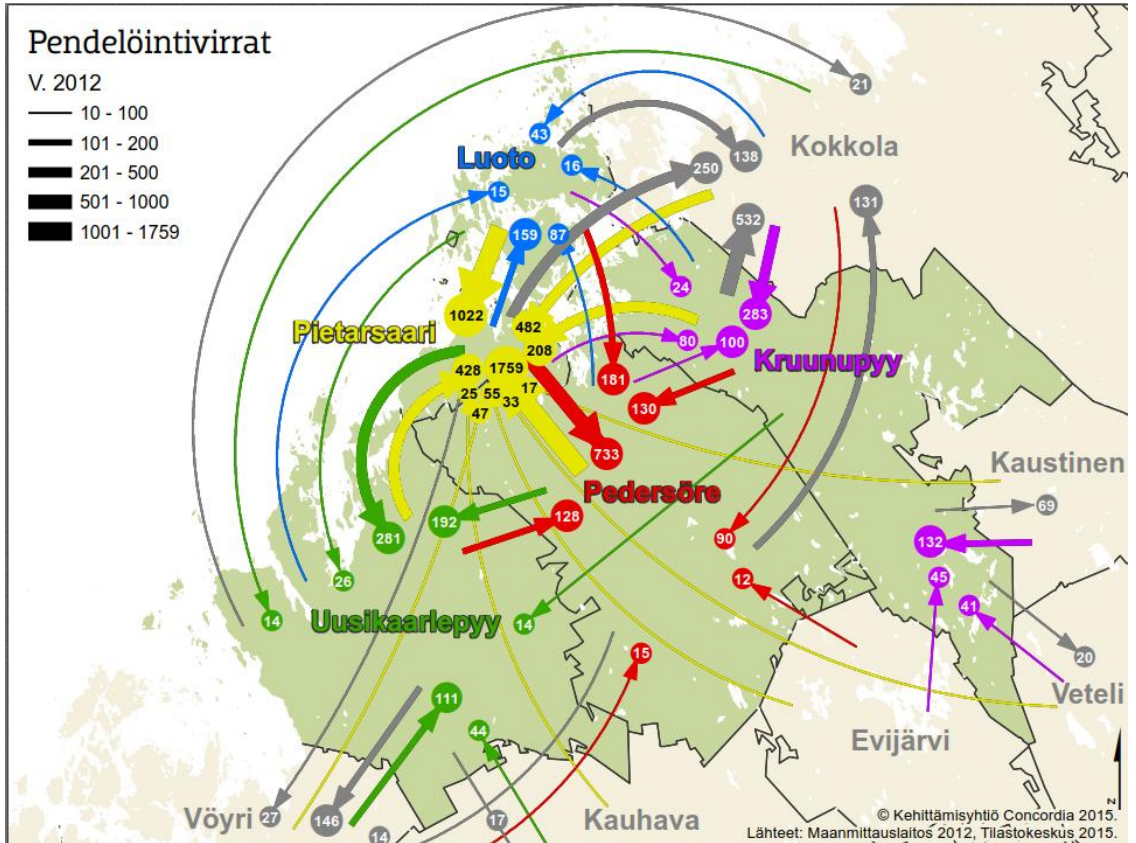 Pendelöintivirrat
V. 2012
10 - 100
101 - 200
201 - 500
501 - 1000
1001 - 1759
21
43
138
Kokkola
Luoto
16
250
15
131
532
159
87
24
283
1022
Pietarsaari
482
80
100
Kruunupyy
208
428
1759
181
17
25
55
33
130
47
733
Kaustinen
Pedersöre
69
128
192
281
90
132
12
45
26
41
14
Uusikaarlepyy
14
15
20
Veteli
111
44
Evijärvi
Vöyri
27
146
17
Kauhava
14
z
© Kehittämisyhtiö Concordia 2015.
Lähteet: Maanmittauslaitos 2012, Tilastokeskus 2015.